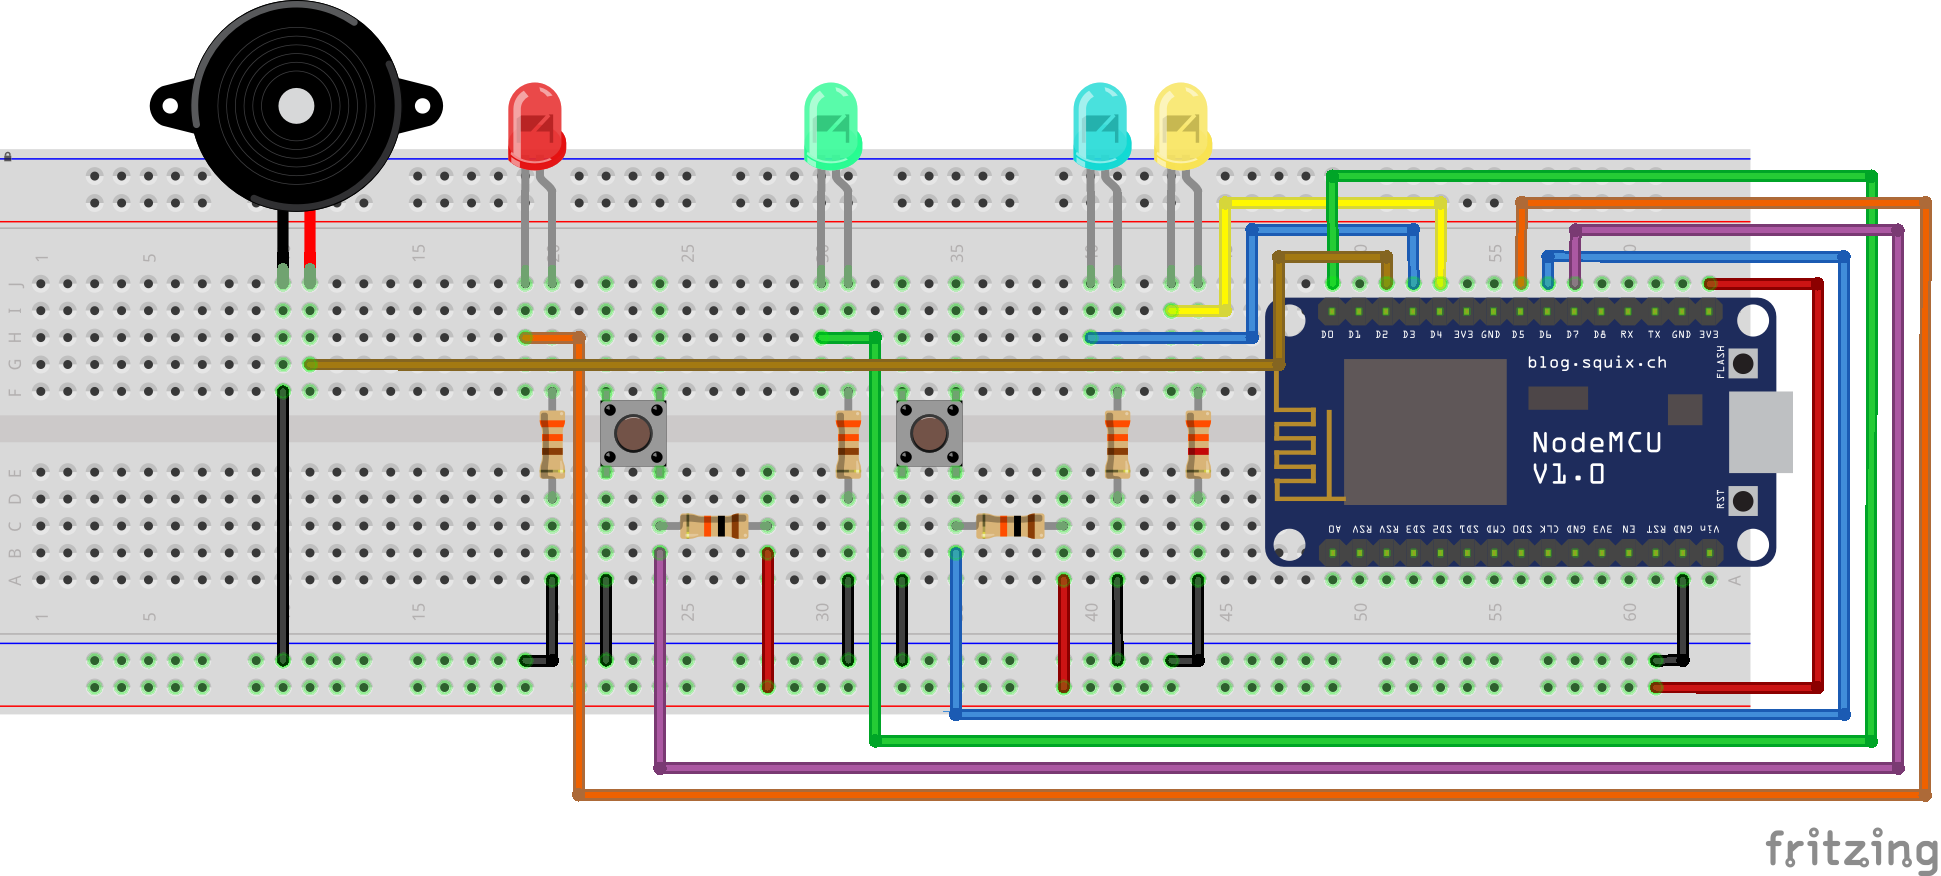 1 5 15 20 25 30 35 40 50 55 60
J
I
H
G
F
D0 D1 D2 D3 D4 3V3 GND D5 D6 D7 D8 RX TX GND 3V3
blog.squix.ch
FLASH
NodeMCU
V1.0
RST
A0 RSV RSV SD3 SD2 SD1 CMD SD0 CLK GND 3V3 EN RST GND Vin
E
D
C
B
A
A
1 5 15 25 30 40 45 50 55 60
fritzing